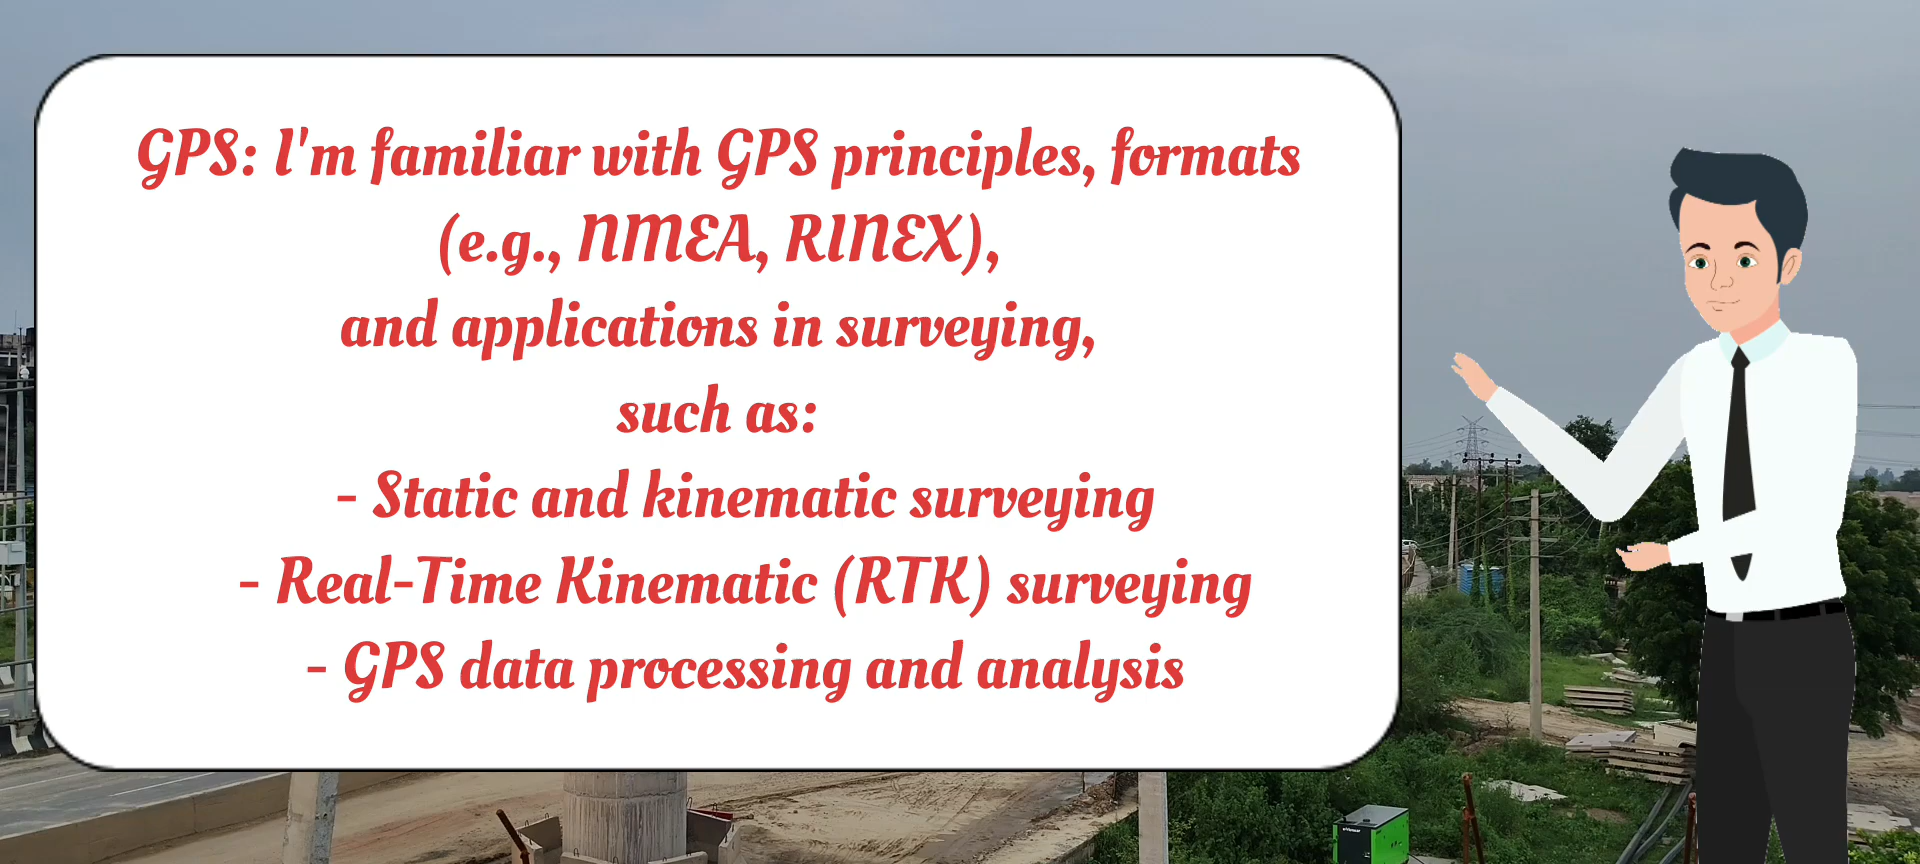 GPS: I'm familiar with GPS principles, formats
(e.g., NMEA, RINEX),
and applications in surveying,
such as:
- Static and kinematic surveying
- Real-Time Kinematic (RTK) surveying
- GPS data processing and analysis